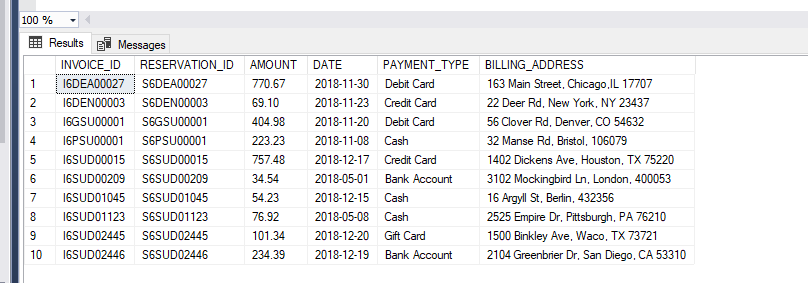 100 %
Results Messages
INVOICE_ID RESERVATION_ID AMOUNT DATE PAYMENT_TYPE BILLING_ADDRESS
1 I6DEA00027 S6DEA00027 770.67 2018-11-30 Debit Card 163 Main Street, Chicago,IL 17707
2 I6DEN00003 S6DEN00003 69.10 2018-11-23 Credit Card 22 Deer Rd, New York, NY 23437
3 I6GSU00001 S6GSU00001 404.98 2018-11-20 Debit Card 56 Clover Rd, Denver, CO 54632
4 I6PSU00001 S6PSU00001 223.23 2018-11-08 Cash 32 Manse Rd, Bristol, 106079
5 I6SUD00015 S6SUD00015 757.48 2018-12-17 Credit Card 1402 Dickens Ave, Houston, TX 75220
6 I6SUD00209 S6SUD00209 34.54 2018-05-01 Bank Account 3102 Mockingbird Ln, London, 400053
7 I6SUD01045 S6SUD01045 54.23 2018-12-15 Cash 16 Argyll St, Berlin, 432356
8 I6SUD01123 S6SUD01123 76.92 2018-05-08 Cash 2525 Empire Dr, Pittsburgh, PA 76210
9 I6SUD02445 S6SUD02445 101.34 2018-12-20 Gift Card 1500 Binkley Ave, Waco, TX 73721
10 I6SUD02446 S6SUD02446 234.39 2018-12-19 Bank Account 2104 Greenbrier Dr, San Diego, CA 53310